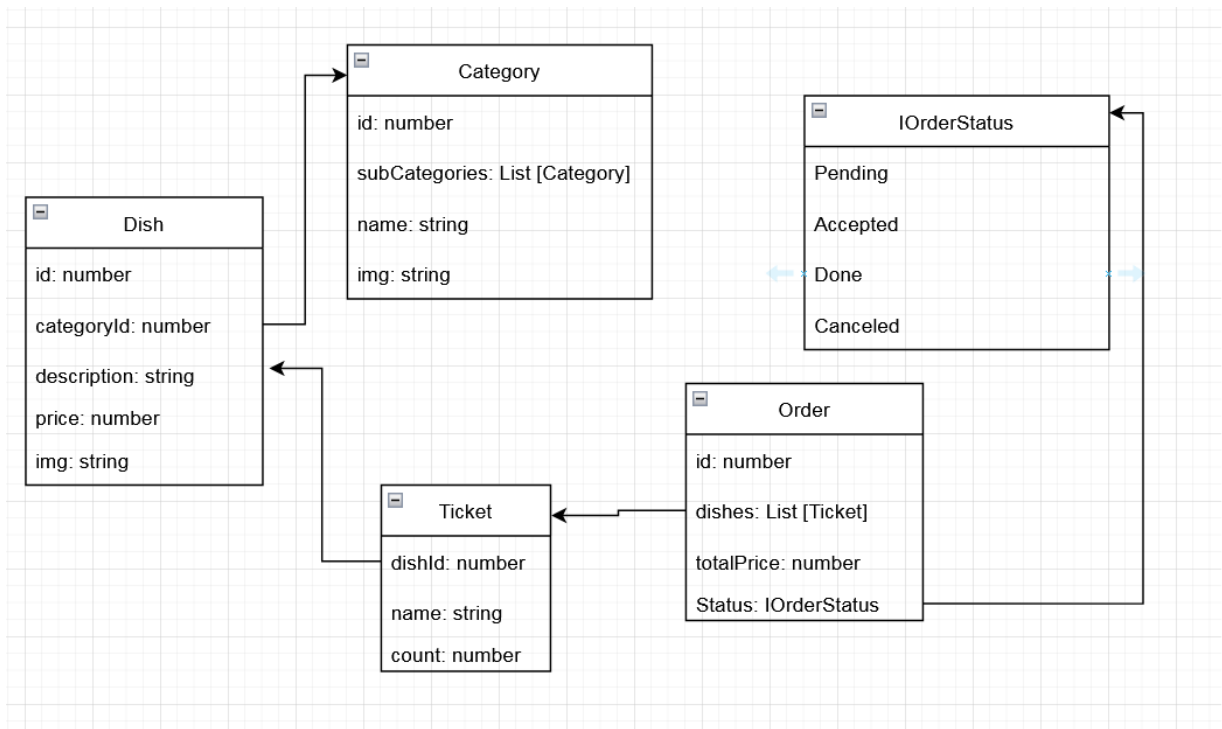 Category
id: number
subCategories: List [Category]
name: string
img: string
IOrderStatus
Pending
Accepted
Done
Canceled
Dish
id: number
categoryId: number
description: string
price: number
img: string
Order
id: number
dishes: List [Ticket]
totalPrice: number
Status: IOrderStatus
Ticket
dishId: number
name: string
count: number